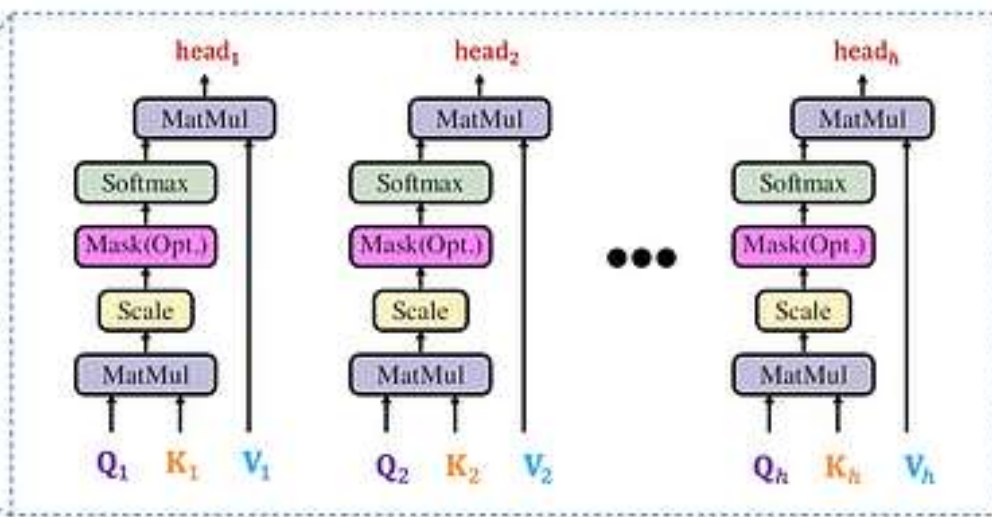 head₁ head₂ headₕ
MatMul MatMul MatMul
Softmax Softmax Softmax
Mask(Opt.) Mask(Opt.) Mask(Opt.)
Scale Scale Scale
MatMul MatMul MatMul
Q₁ K₁ V₁ Q₂ K₂ V₂ Qₕ Kₕ Vₕ